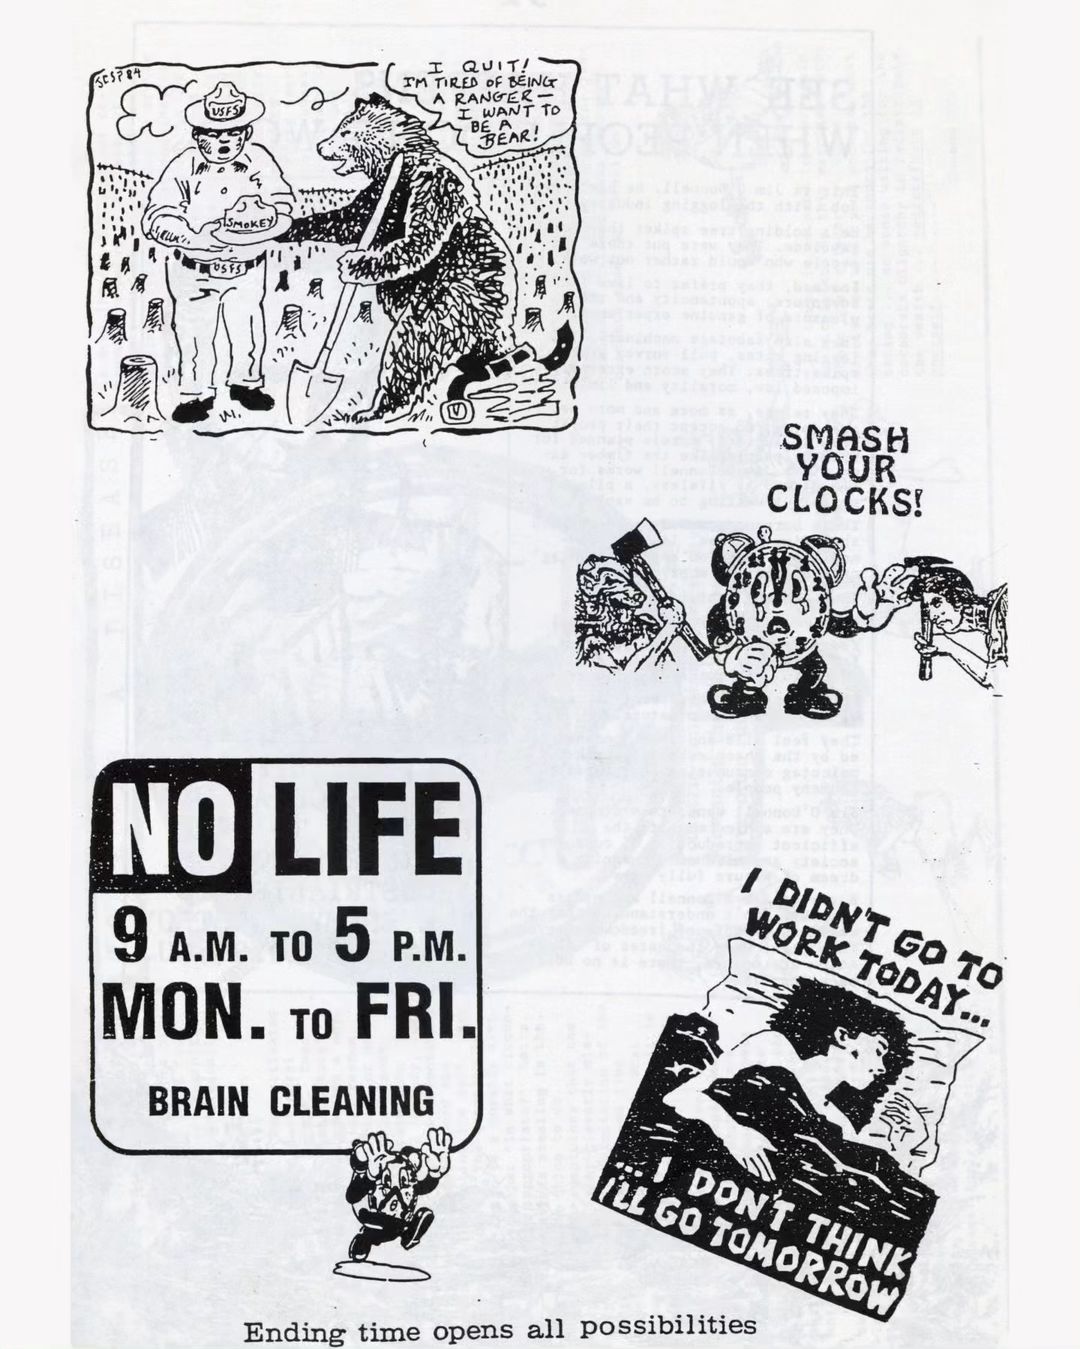 JCS?84
I QUIT!
I'M TIRED OF BEING
A RANGER—
I WANT TO
BE A
BEAR!
USFS
SMOKEY
USFS
V
SMASH
YOUR
CLOCKS!
NO LIFE
9 A.M. TO 5 P.M.
MON. TO FRI.
BRAIN CLEANING
I DIDN'T GO TO
WORK TODAY...
...I DON'T THINK
I'LL GO TOMORROW
Ending time opens all possibilities